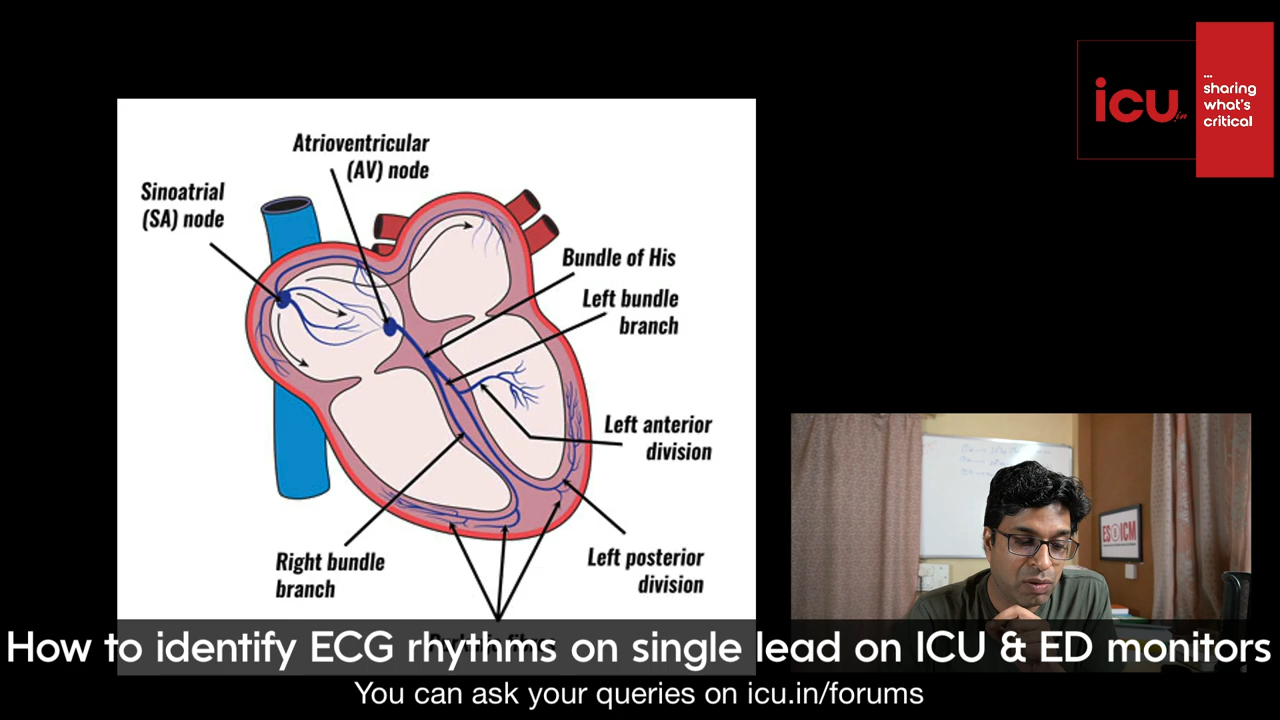 Atrioventricular
(AV) node
Sinoatrial
(SA) node
Bundle of His
Left bundle
branch
Left anterior
division
Left posterior
division
Right bundle
branch
icu.in
...
sharing
what's
critical
ESICM
How to identify ECG rhythms on single lead on ICU & ED monitors
You can ask your queries on icu.in/forums